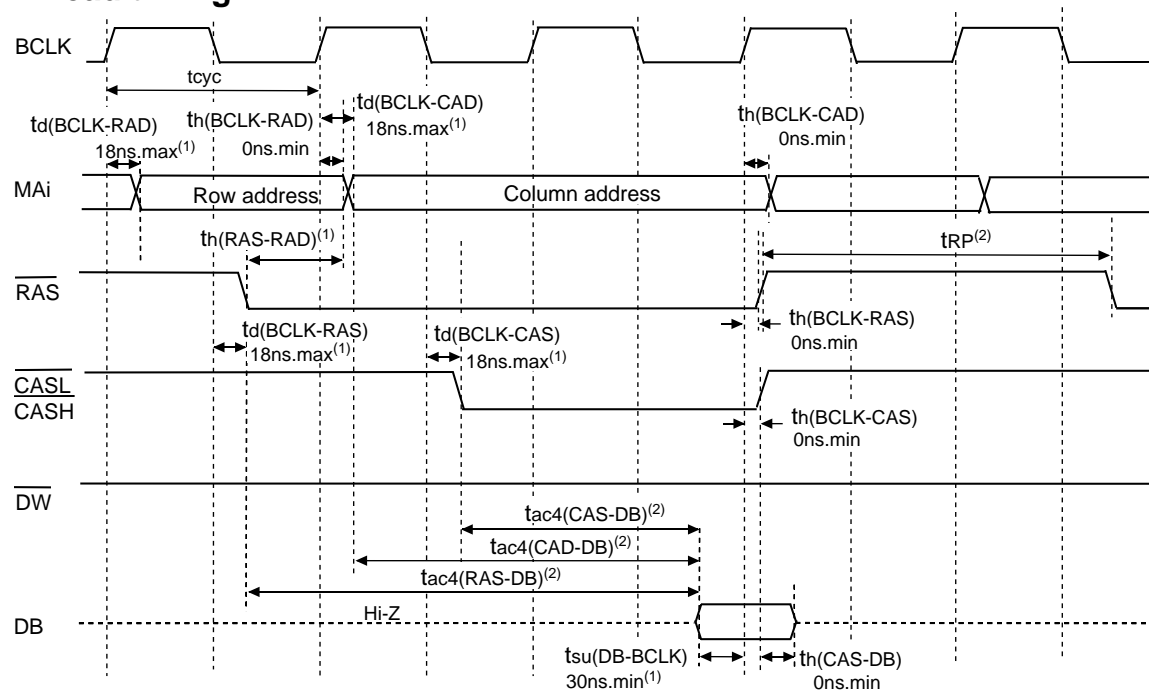 BCLK
tcyc
td(BCLK-RAD)
18ns.max(1)
th(BCLK-RAD)
0ns.min
td(BCLK-CAD)
18ns.max(1)
th(BCLK-CAD)
0ns.min
MAi
Row address
Column address
th(RAS-RAD)(1)
tRP(2)
RAS
td(BCLK-RAS)
18ns.max(1)
td(BCLK-CAS)
18ns.max(1)
th(BCLK-RAS)
0ns.min
CASL
CASH
th(BCLK-CAS)
0ns.min
DW
tac4(CAS-DB)(2)
tac4(CAD-DB)(2)
tac4(RAS-DB)(2)
Hi-Z
DB
tsu(DB-BCLK)
30ns.min(1)
th(CAS-DB)
0ns.min